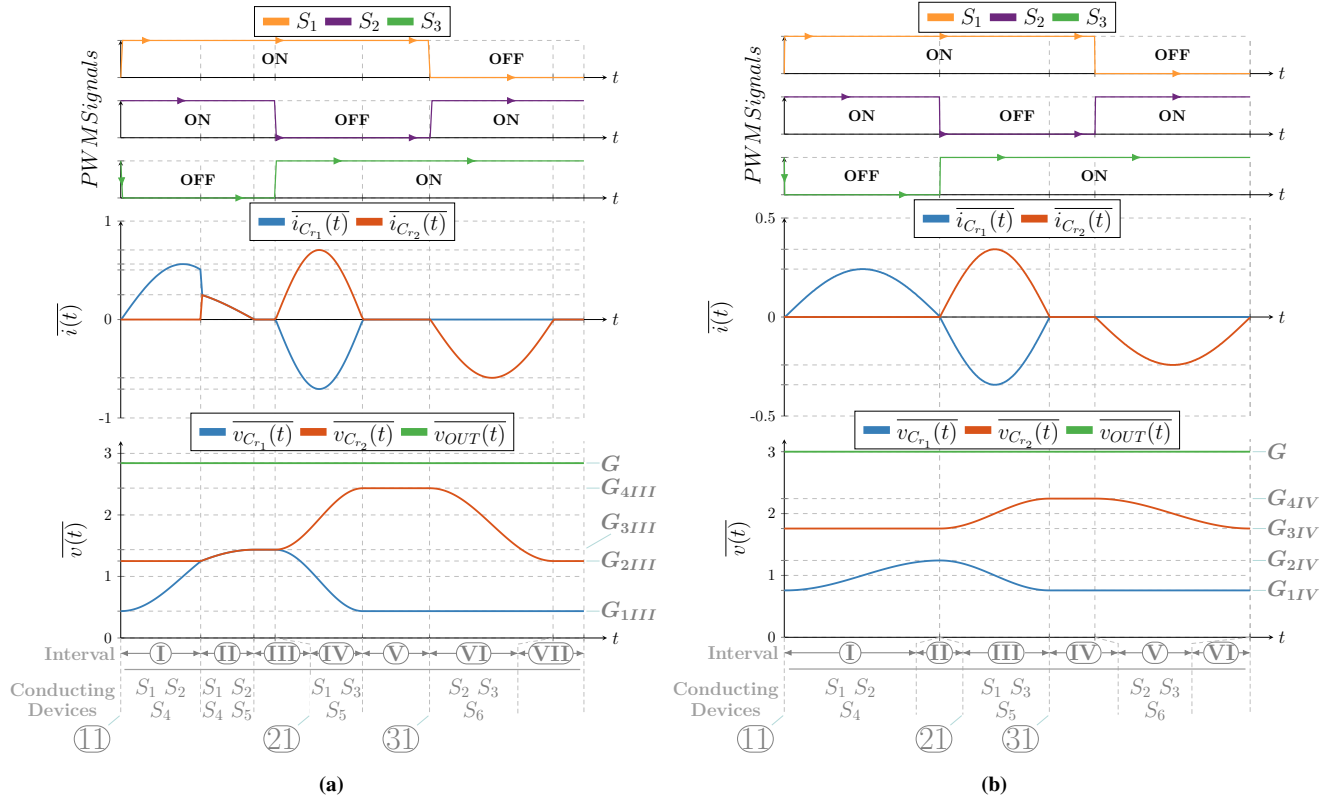 S1 S2 S3
PWMSignals
ON OFF t
ON OFF ON t
OFF ON t
i_Cr1(t) i_Cr2(t)
i(t)
1
0
-1
t
v_Cr1(t) v_Cr2(t) v_OUT(t)
v(t)
3
2
1
0
t
G
G4III
G3III
G2III
G1III
Interval I II III IV V VI VII
Conducting Devices
S1 S2 S4
S1 S2 S4 S5
S1 S3 S5
S2 S3 S6
11 21 31
(a)
S1 S2 S3
PWMSignals
ON OFF t
ON OFF ON t
OFF ON t
i_Cr1(t) i_Cr2(t)
i(t)
0.5
0
-0.5
t
v_Cr1(t) v_Cr2(t) v_OUT(t)
v(t)
3
2
1
0
t
G
G4IV
G3IV
G2IV
G1IV
Interval I II III IV V VI
Conducting Devices
S1 S2 S4
S1 S3 S5
S2 S3 S6
11 21 31
(b)